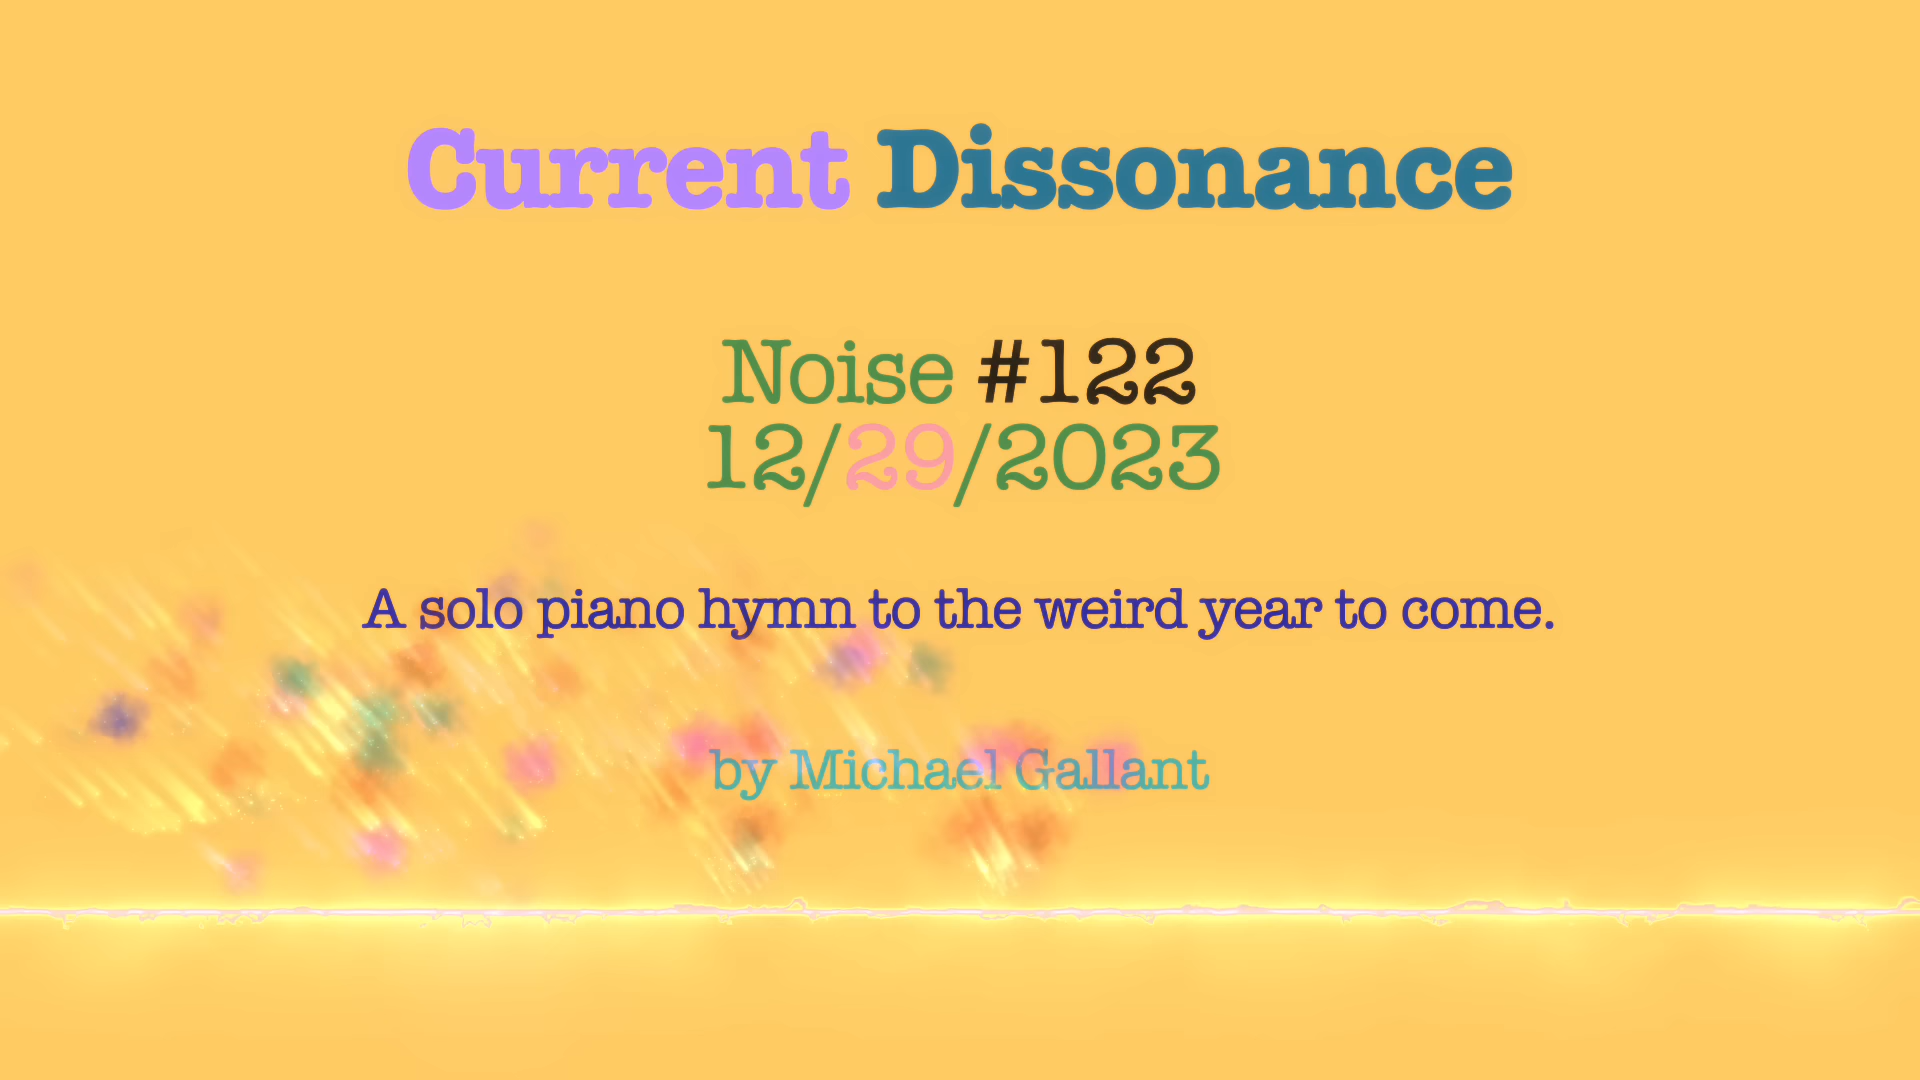 Current Dissonance
Noise #122
12/29/2023
A solo piano hymn to the weird year to come.
by Michael Gallant